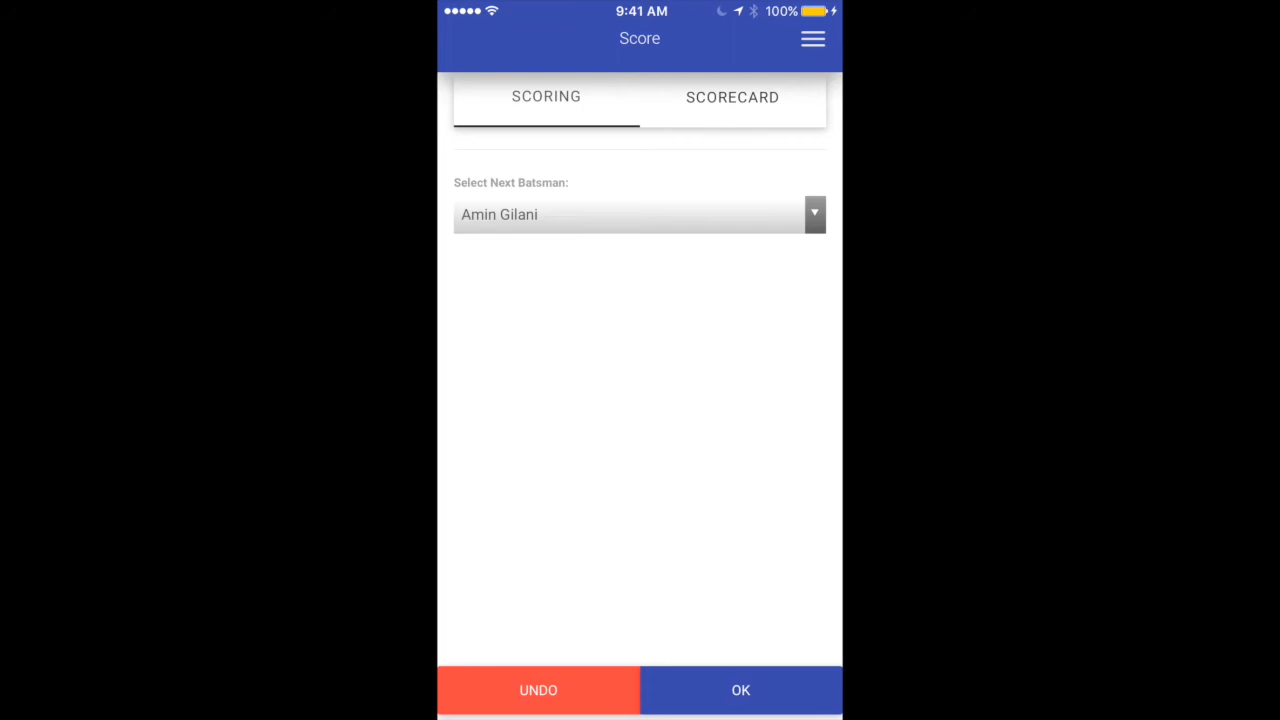 9:41 AM 100%
Score
SCORING SCORECARD
Select Next Batsman:
Amin Gilani
UNDO OK